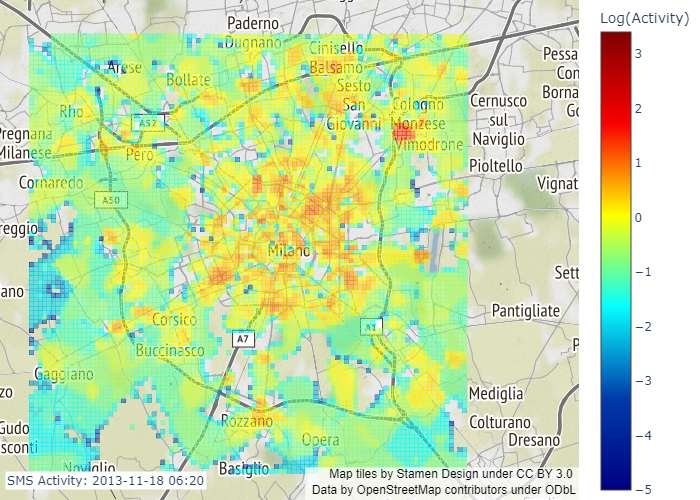 Paderno
Dugnano
Cinisello
Balsamo
Arese
Bollate
Sesto
San
Giovanni
Cologno
Monzese
Vimodrone
Cernusco
sul
Naviglio
Pioltello
Pessa
Con
Borna
Go
Rho
A52
Pregnana
Milanese
Pero
Cornaredo
A50
Vignat
reggio
Milano
Sett
ano
Pantigliate
Corsico
A7
A1
P
Buccinasco
Gaggiano
zo
Mediglia
Rozzano
Colturano
Gudo
sconti
Opera
Dresano
Noviglio
Basiglio
SMS Activity: 2013-11-18 06:20
Map tiles by Stamen Design under CC BY 3.0
Data by OpenStreetMap contributors under ODbL
Log(Activity)
3
2
1
0
−1
−2
−3
−4
−5